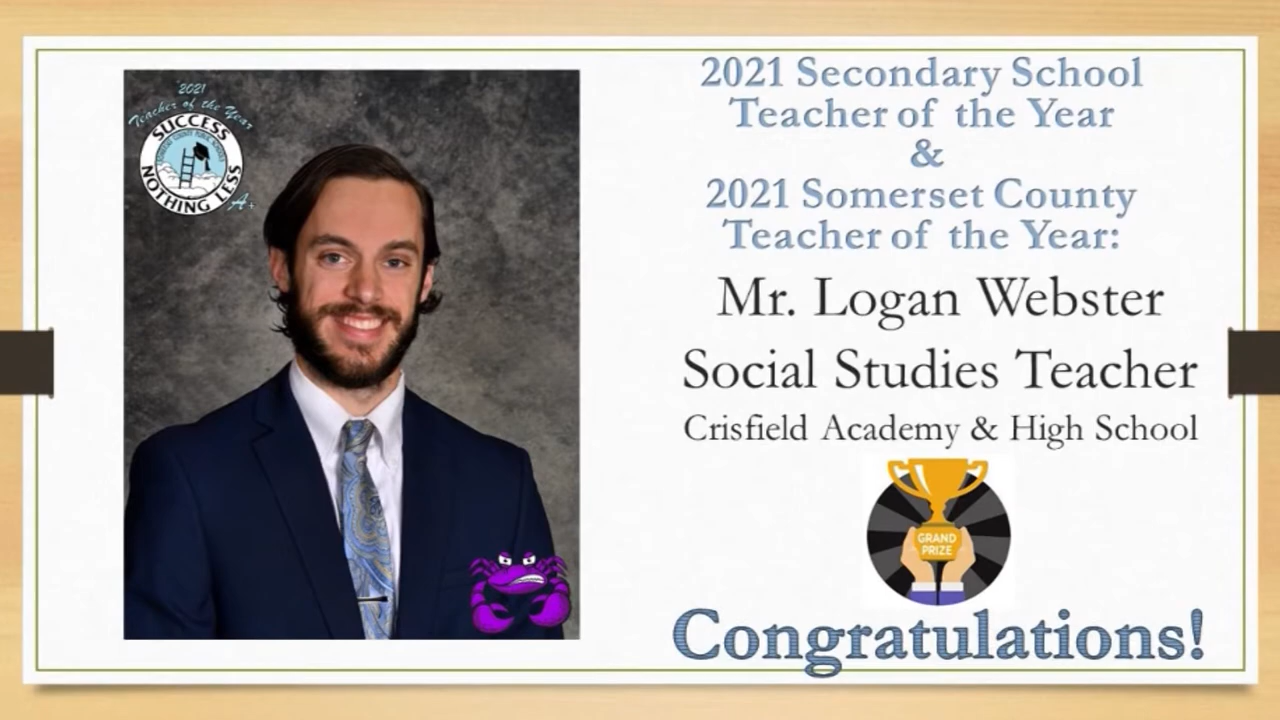 2021
Teacher of the Year
SUCCESS
NOTHING LESS
A+
2021 Secondary School
Teacher of the Year
&
2021 Somerset County
Teacher of the Year:
Mr. Logan Webster
Social Studies Teacher
Crisfield Academy & High School
GRAND
PRIZE
Congratulations!